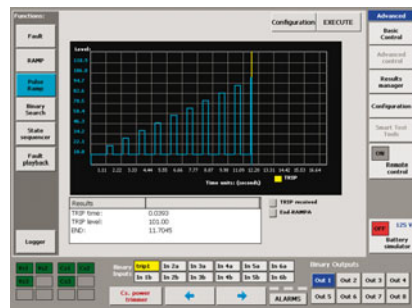 Functions:
Fault
RAMP
Pulse
Ramp
Binary
Search
State
sequencer
Fault
playback
Logger
Configuration
EXECUTE
Level:
TRIP
Time units: (seconds)
Results
TRIP time: 0.0393
TRIP level: 101.00
END: 11.7045
TRIP received
End RAMPA
Advanced
Basic
Control
Advanced
control
Results
manager
Configuration
Smart Test
Tools
ON
Remote
control
OFF 125 V
Battery
simulator
Binary
Inputs
In 2a In 3a In 4a In 5a In 6a
In 1b In 2b In 3b In 4b In 5b In 6b
Cx. power
trimmer
ALARMS
Binary Outputs
Out 1 Out 2 Out 3 Out 4
Out 5 Out 6 Out 7 Out 8